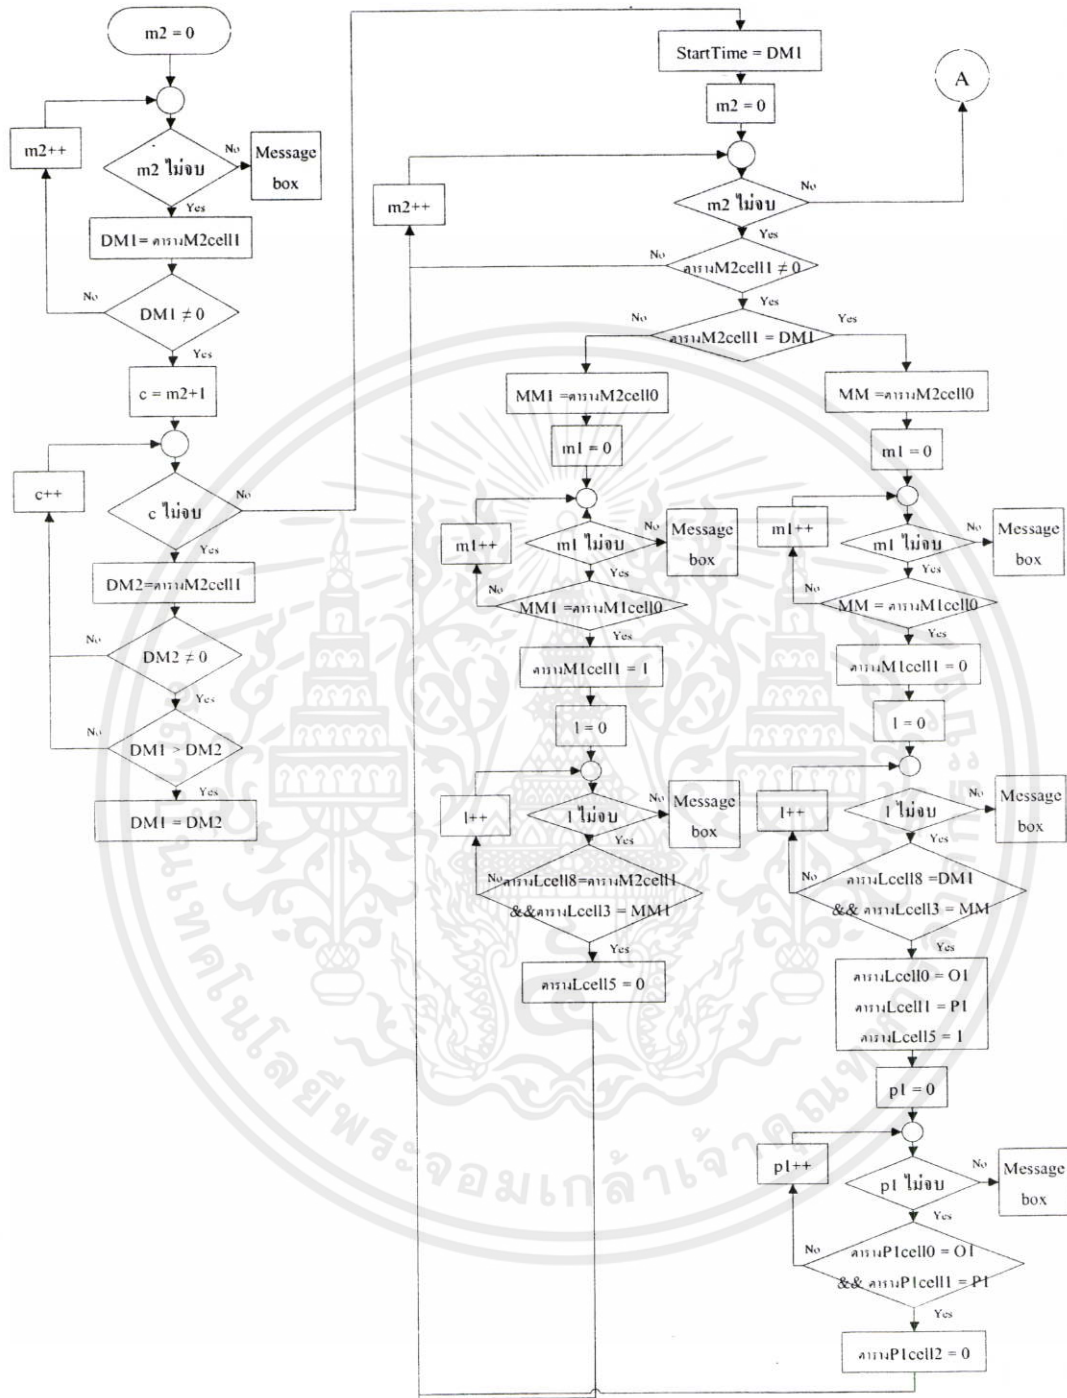 m2 = 0
m2++
m2 ไม่จบ
No
Message
box
Yes
DM1= ตารางM2cell1
No
DM1 ≠ 0
Yes
c = m2+1
c++
c ไม่จบ
No
Yes
DM2=ตารางM2cell1
No
DM2 ≠ 0
Yes
No
DM1 > DM2
Yes
DM1 = DM2
StartTime = DM1
m2 = 0
A
m2++
m2 ไม่จบ
No
Yes
No
ตารางM2cell1 ≠ 0
Yes
No
ตารางM2cell1 = DM1
Yes
MM1 =ตารางM2cell0
m1 = 0
m1++
m1 ไม่จบ
No
Message
box
Yes
No
MM1 =ตารางM1cell0
Yes
ตารางM1cell1 = 1
l = 0
l++
l ไม่จบ
No
Message
box
Yes
No
ตารางLcell8=ตารางM2cell1
&&ตารางLcell3 = MM1
Yes
ตารางLcell5 = 0
MM =ตารางM2cell0
m1 = 0
m1++
m1 ไม่จบ
No
Message
box
Yes
No
MM = ตารางM1cell0
Yes
ตารางM1cell1 = 0
l = 0
l++
l ไม่จบ
No
Message
box
Yes
No
ตารางLcell8 =DM1
&& ตารางLcell3 = MM
Yes
ตารางLcell0 = O1
ตารางLcell1 = P1
ตารางLcell5 = 1
p1 = 0
p1++
p1 ไม่จบ
No
Message
box
Yes
No
ตารางP1cell0 = O1
&& ตารางP1cell1 = P1
Yes
ตารางP1cell2 = 0